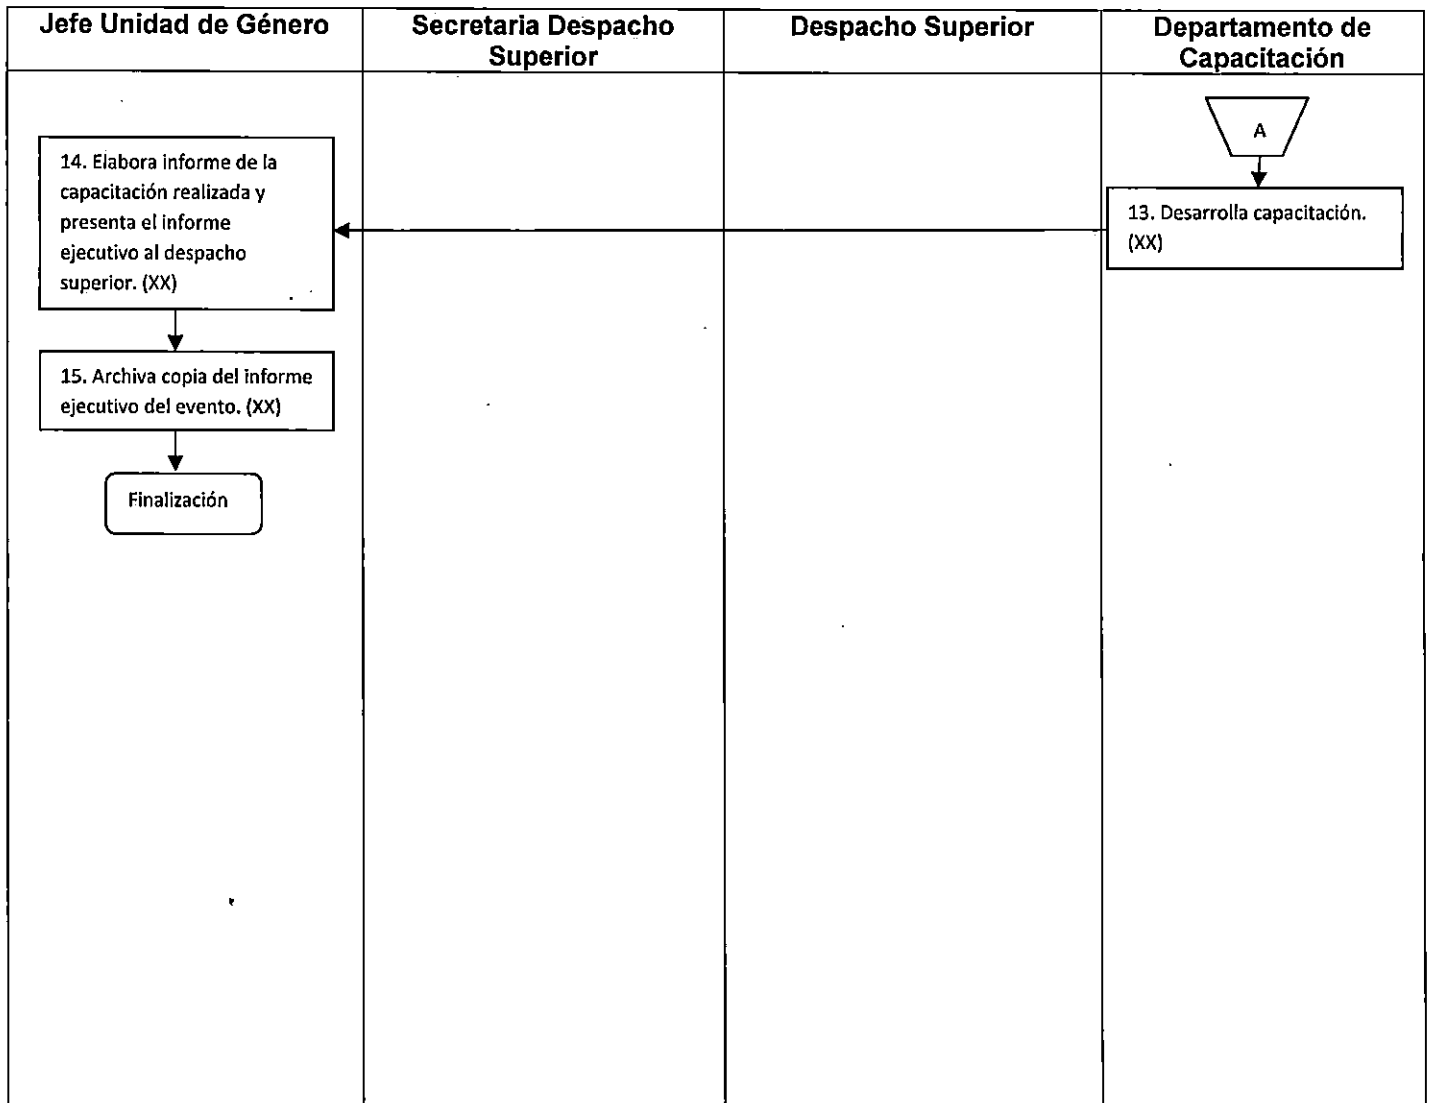 Jefe Unidad de Género
Secretaria Despacho
Superior
Despacho Superior
Departamento de
Capacitación
A
13. Desarrolla capacitación.
(XX)
14. Elabora informe de la
capacitación realizada y
presenta el informe
ejecutivo al despacho
superior. (XX)
15. Archiva copia del informe
ejecutivo del evento. (XX)
Finalización